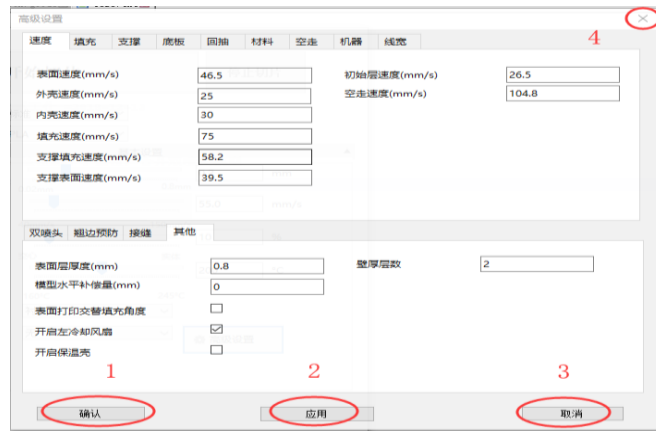 高级设置
4
速度 填充 支撑 底板 回抽 材料 空走 机器 线宽
表面速度(mm/s) 46.5 初始层速度(mm/s) 26.5
外壳速度(mm/s) 25 空走速度(mm/s) 104.8
内壳速度(mm/s) 30
填充速度(mm/s) 75
支撑填充速度(mm/s) 58.2
支撑表面速度(mm/s) 39.5
双喷头 翘边预防 接缝 其他
表面层厚度(mm) 0.8 壁厚层数 2
模型水平补偿量(mm) 0
表面打印交替填充角度
开启左冷却风扇
开启保温壳
1 2 3
确认 应用 取消